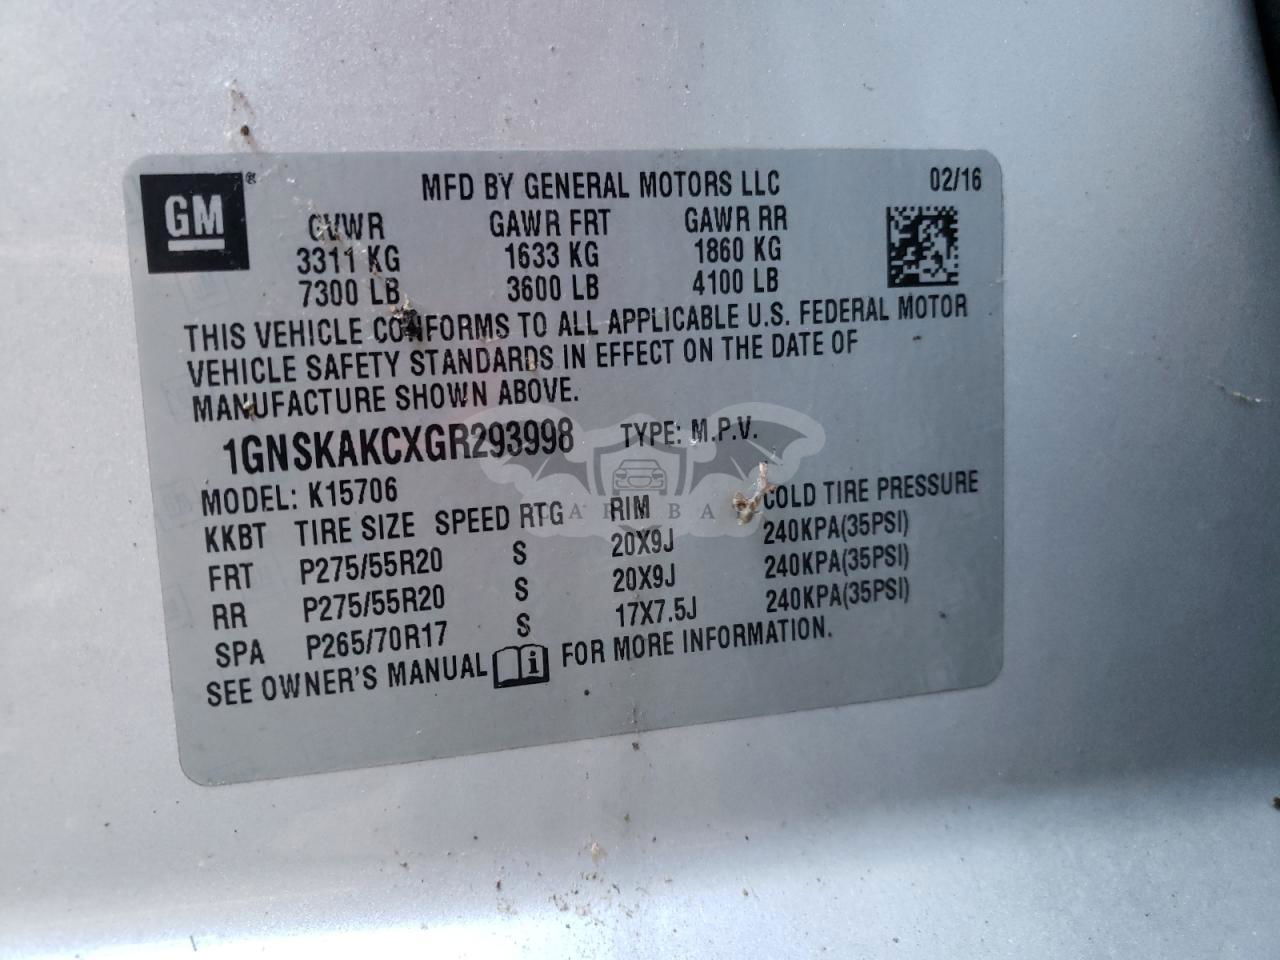 GM ®
MFD BY GENERAL MOTORS LLC 02/16
GVWR GAWR FRT GAWR RR
3311 KG 1633 KG 1860 KG
7300 LB 3600 LB 4100 LB
THIS VEHICLE CONFORMS TO ALL APPLICABLE U.S. FEDERAL MOTOR
VEHICLE SAFETY STANDARDS IN EFFECT ON THE DATE OF
MANUFACTURE SHOWN ABOVE.
1GNSKAKCXGR293998 TYPE: M.P.V.
MODEL: K15706
KKBT TIRE SIZE SPEED RTG RIM COLD TIRE PRESSURE
FRT P275/55R20 S 20X9J 240KPA(35PSI)
RR P275/55R20 S 20X9J 240KPA(35PSI)
SPA P265/70R17 S 17X7.5J 240KPA(35PSI)
SEE OWNER'S MANUAL i FOR MORE INFORMATION.